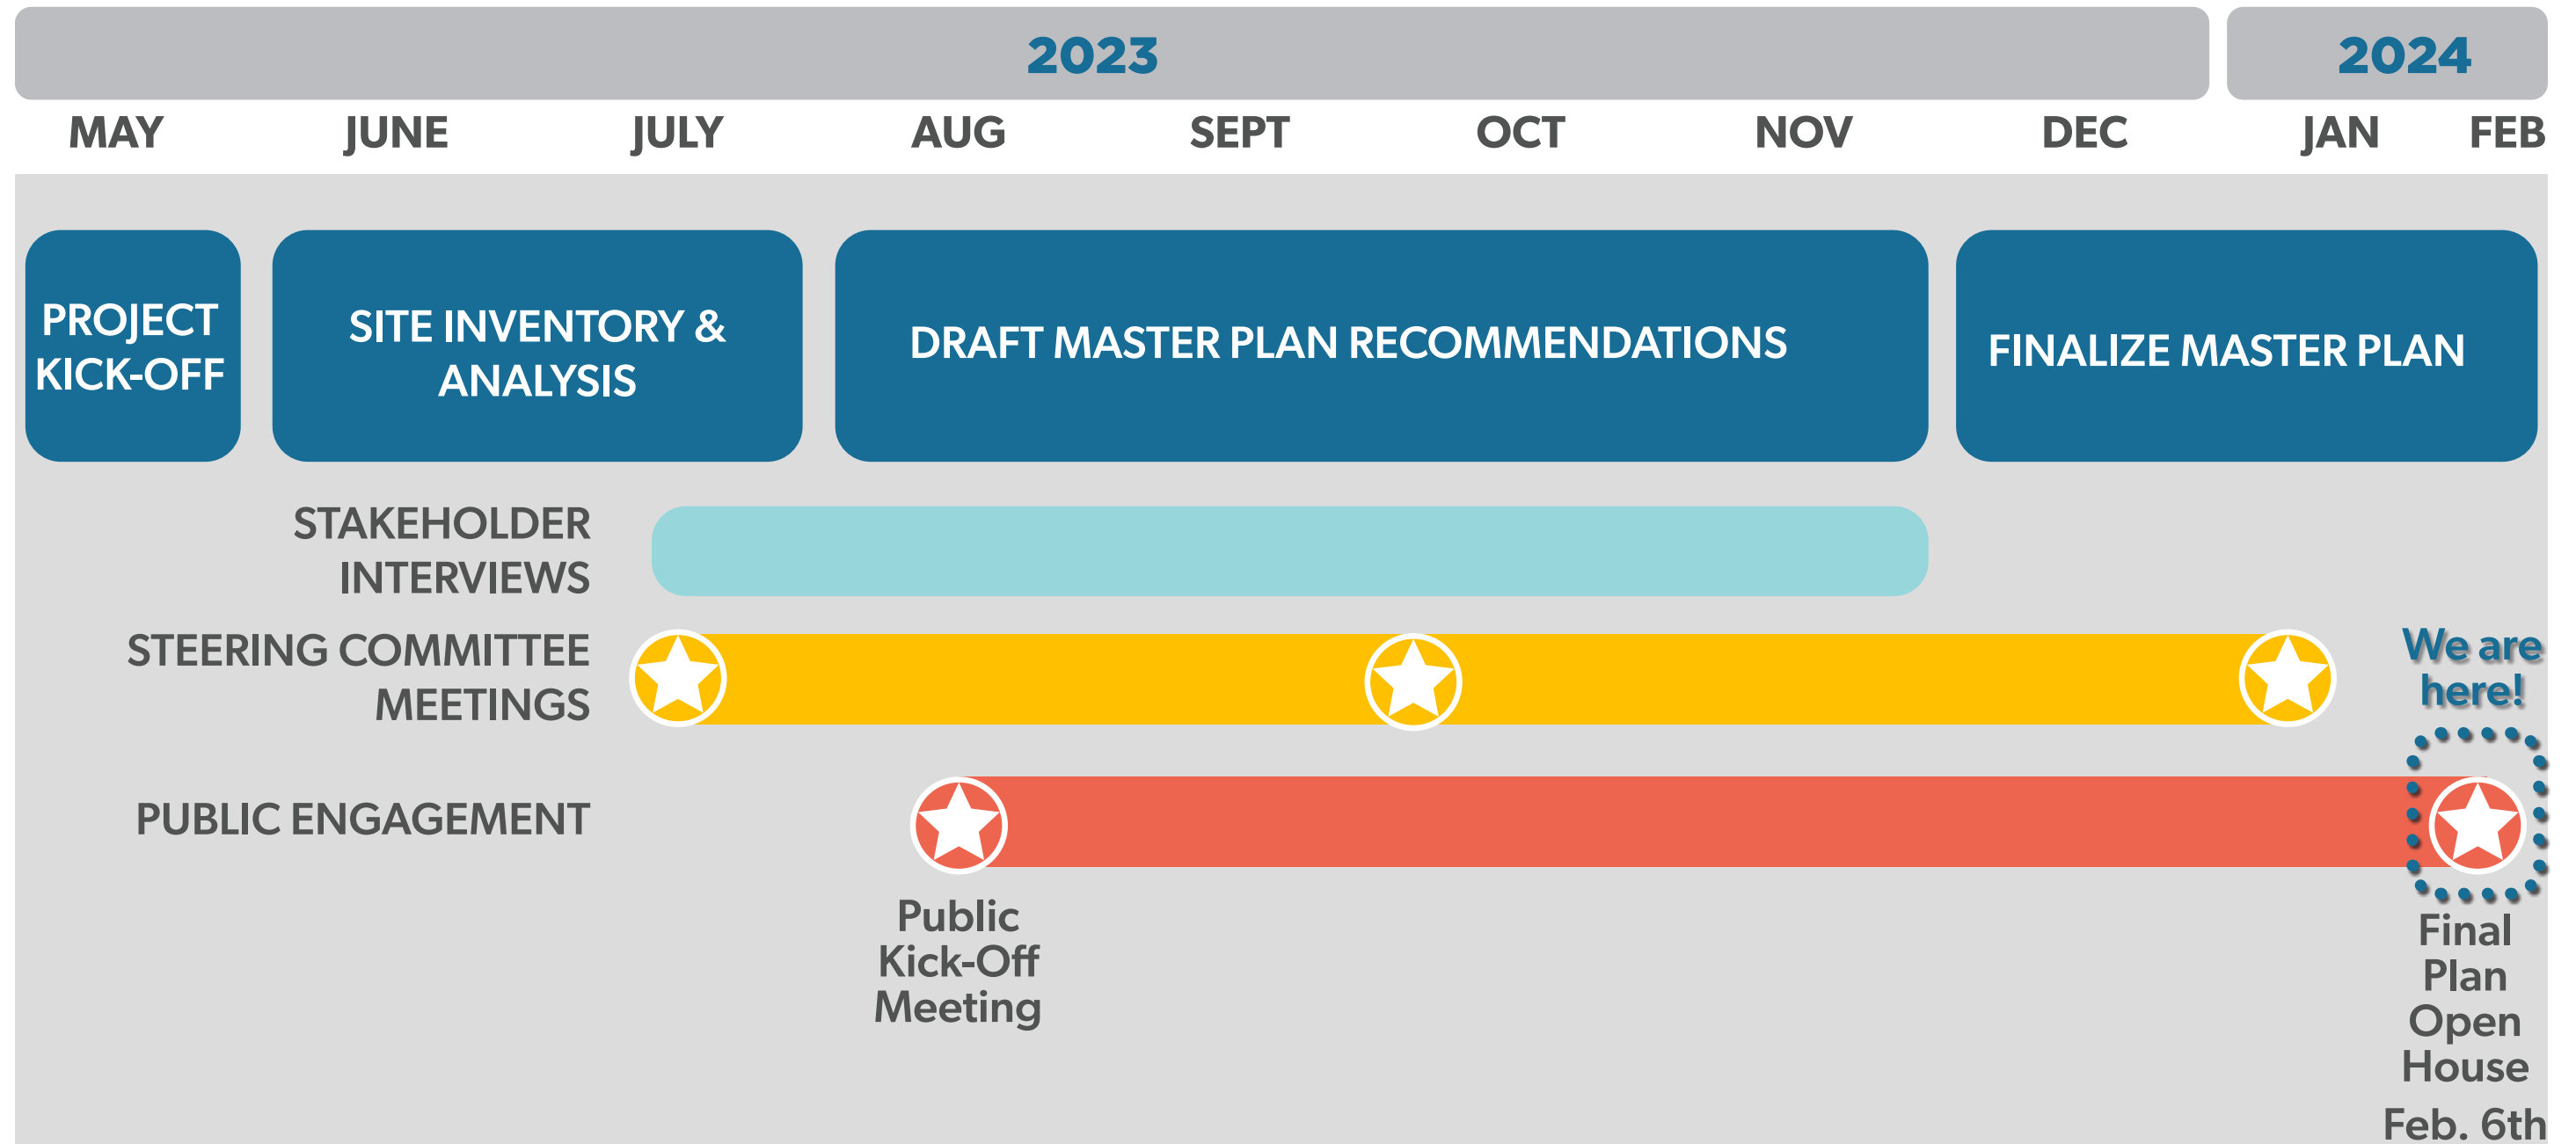 2023
2024
MAY
JUNE
JULY
AUG
SEPT
OCT
NOV
DEC
JAN
FEB
PROJECT
KICK-OFF
SITE INVENTORY &
ANALYSIS
DRAFT MASTER PLAN RECOMMENDATIONS
FINALIZE MASTER PLAN
STAKEHOLDER
INTERVIEWS
STEERING COMMITTEE
MEETINGS
We are
here!
PUBLIC ENGAGEMENT
Public
Kick-Off
Meeting
Final
Plan
Open
House
Feb. 6th